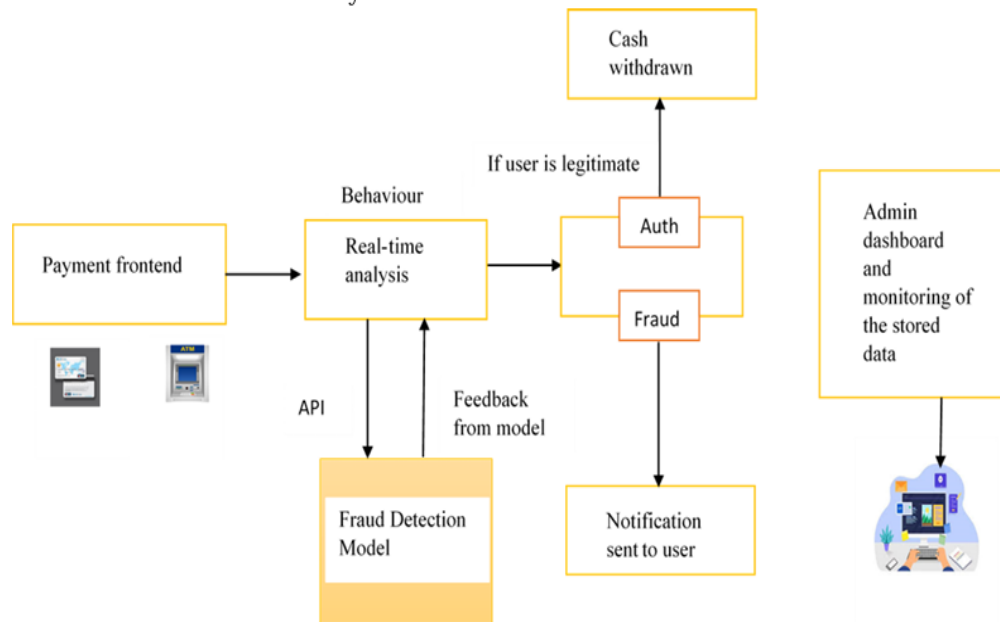 Cash
withdrawn
If user is legitimate
Behaviour
Auth
Payment frontend
Real-time
analysis
Fraud
Admin
dashboard
and
monitoring of
the stored
data
ATM
API
Feedback
from model
Fraud Detection
Model
Notification
sent to user